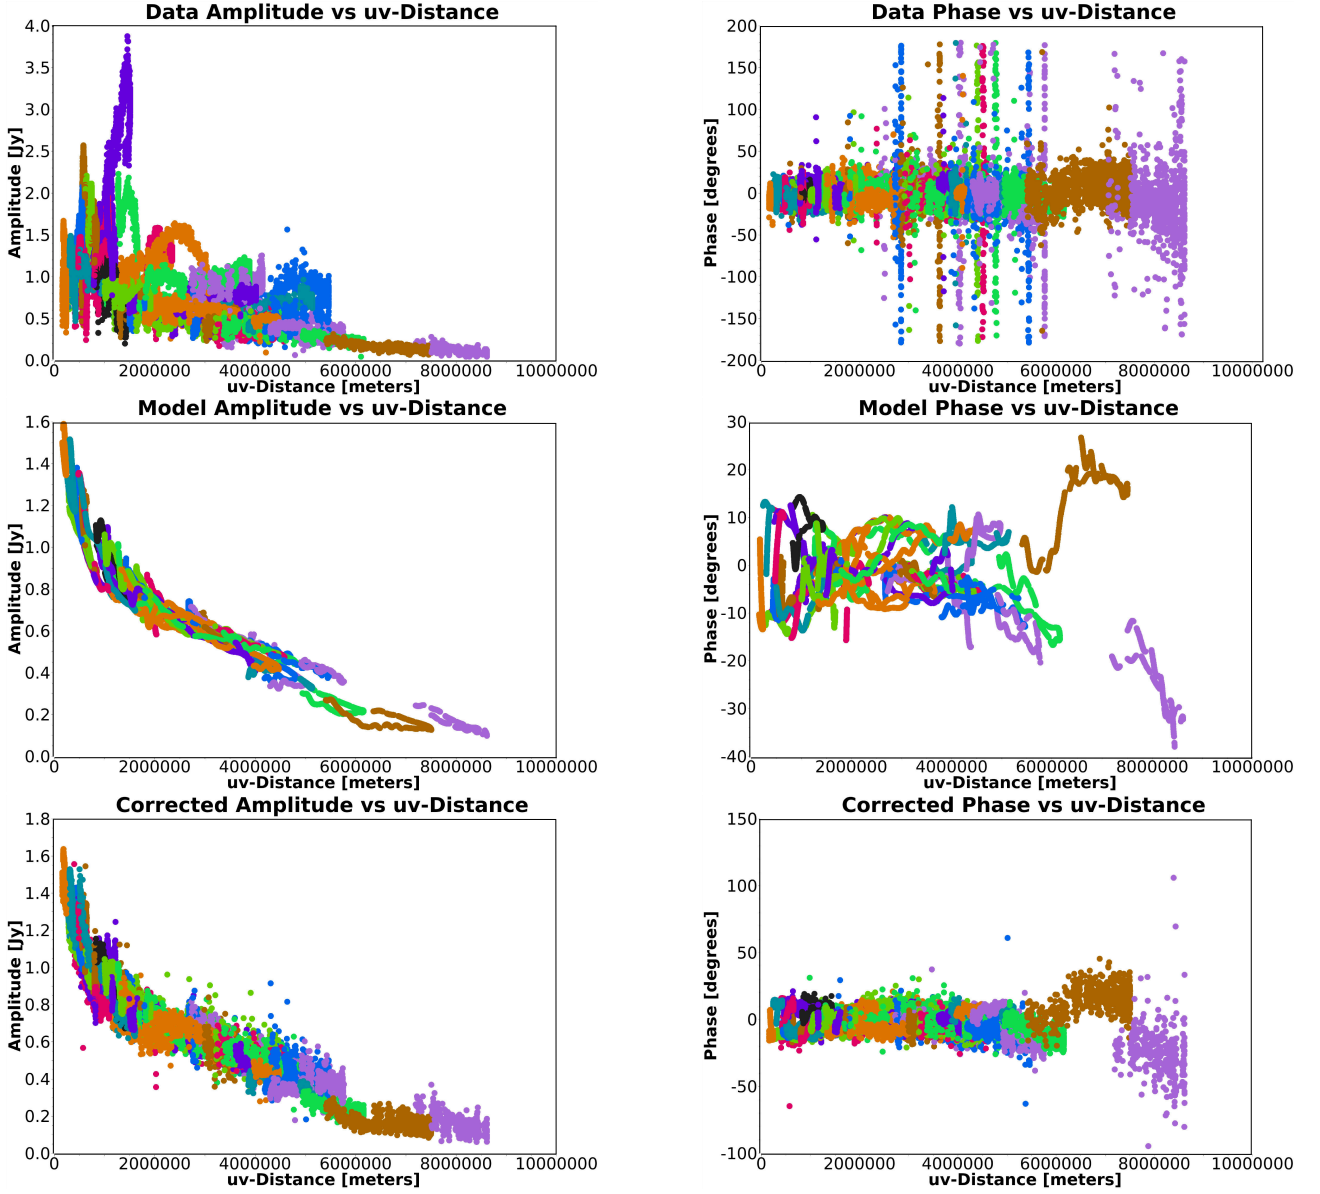 Data Amplitude vs uv-Distance
Amplitude [Jy]
4.0
3.5
3.0
2.5
2.0
1.5
1.0
0.5
0.0
0 2000000 4000000 6000000 8000000 10000000
uv-Distance [meters]
Data Phase vs uv-Distance
Phase [degrees]
200
150
100
50
0
-50
-100
-150
-200
0 2000000 4000000 6000000 8000000 10000000
uv-Distance [meters]
Model Amplitude vs uv-Distance
Amplitude [Jy]
1.6
1.4
1.2
1.0
0.8
0.6
0.4
0.2
0.0
0 2000000 4000000 6000000 8000000 10000000
uv-Distance [meters]
Model Phase vs uv-Distance
Phase [degrees]
30
20
10
0
-10
-20
-30
-40
0 2000000 4000000 6000000 8000000 10000000
uv-Distance [meters]
Corrected Amplitude vs uv-Distance
Amplitude [Jy]
1.8
1.6
1.4
1.2
1.0
0.8
0.6
0.4
0.2
0.0
0 2000000 4000000 6000000 8000000 10000000
uv-Distance [meters]
Corrected Phase vs uv-Distance
Phase [degrees]
150
100
50
0
-50
-100
0 2000000 4000000 6000000 8000000 10000000
uv-Distance [meters]